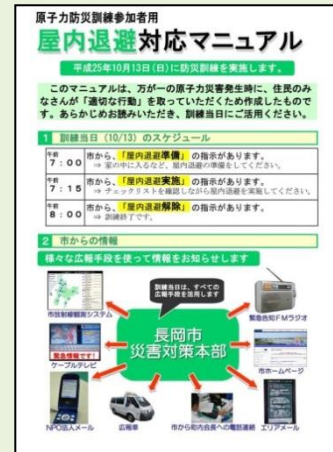 原子力防災訓練参加者用
屋内退避対応マニュアル
平成25年10月13日(日)に防災訓練を実施します。
このマニュアルは、万が一の原子力災害発生時に、住民のみ
なさんが「適切な行動」を取っていただくため作成したもので
す。あらかじめお読みいただき、訓練当日にご活用ください。
1 訓練当日(10/13)のスケジュール
午前
7:00
市から、「屋内退避準備」の指示があります。
⇒ 家の中に入るなど、屋内退避の準備をしてください。
午前
7:15
市から、「屋内退避実施」の指示があります。
⇒ チェックリストを確認しながら屋内退避を実施してください。
午前
8:00
市から、「屋内退避解除」の指示があります。
⇒ 訓練終了です。
2 市からの情報
様々な広報手段を使って情報をお知らせします
訓練当日は、すべての
広報手段を活用します
長岡市
災害対策本部
市放射線観測システム
緊急告知FMラジオ
緊急情報です!
ケーブルテレビ
市ホームページ
NPO法人メール
広報車
市から町内会長への電話連絡
エリアメール